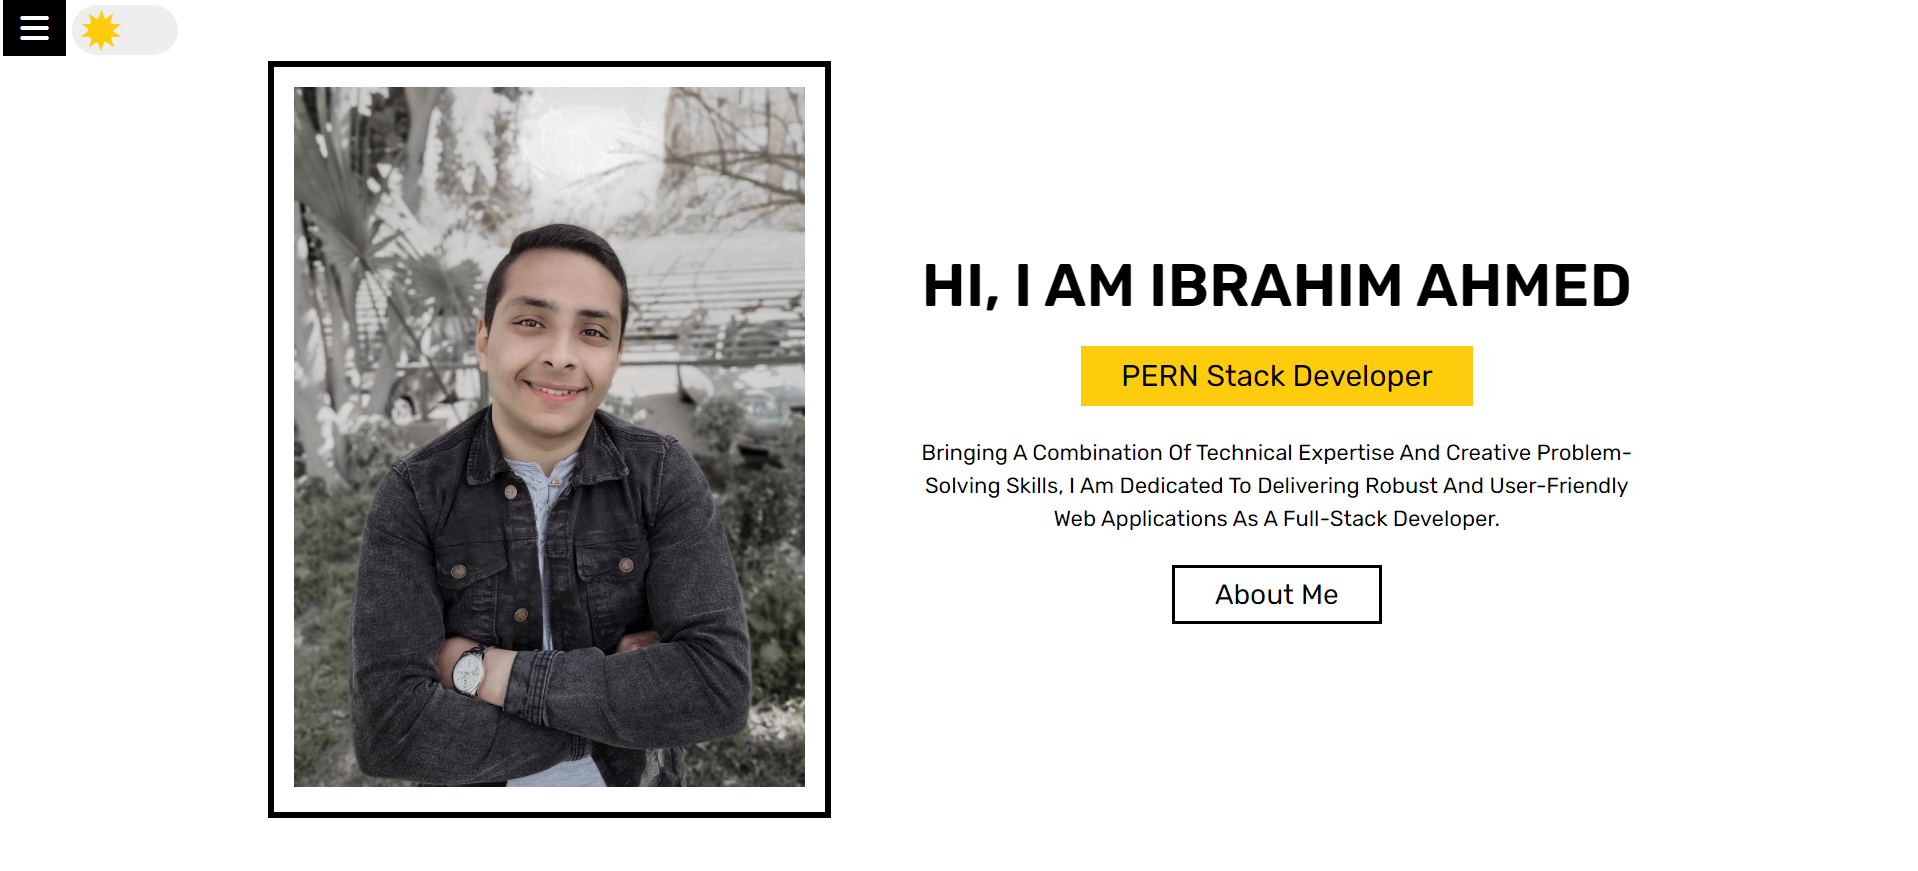 HI, I AM IBRAHIM AHMED
PERN Stack Developer
Bringing A Combination Of Technical Expertise And Creative Problem-
Solving Skills, I Am Dedicated To Delivering Robust And User-Friendly
Web Applications As A Full-Stack Developer.
About Me